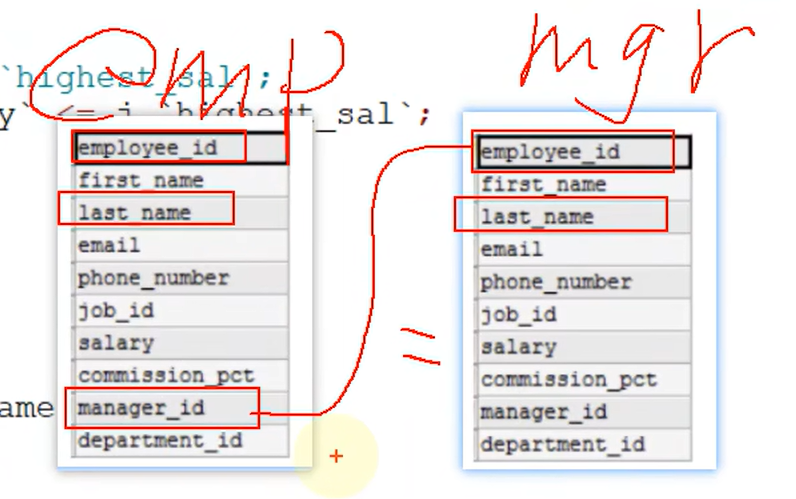 emp
mgr
`highest_sal`;
y` <= j.`highest_sal`;
employee_id
first_name
last_name
email
phone_number
job_id
salary
commission_pct
manager_id
department_id
ame
=
employee_id
first_name
last_name
email
phone_number
job_id
salary
commission_pct
manager_id
department_id